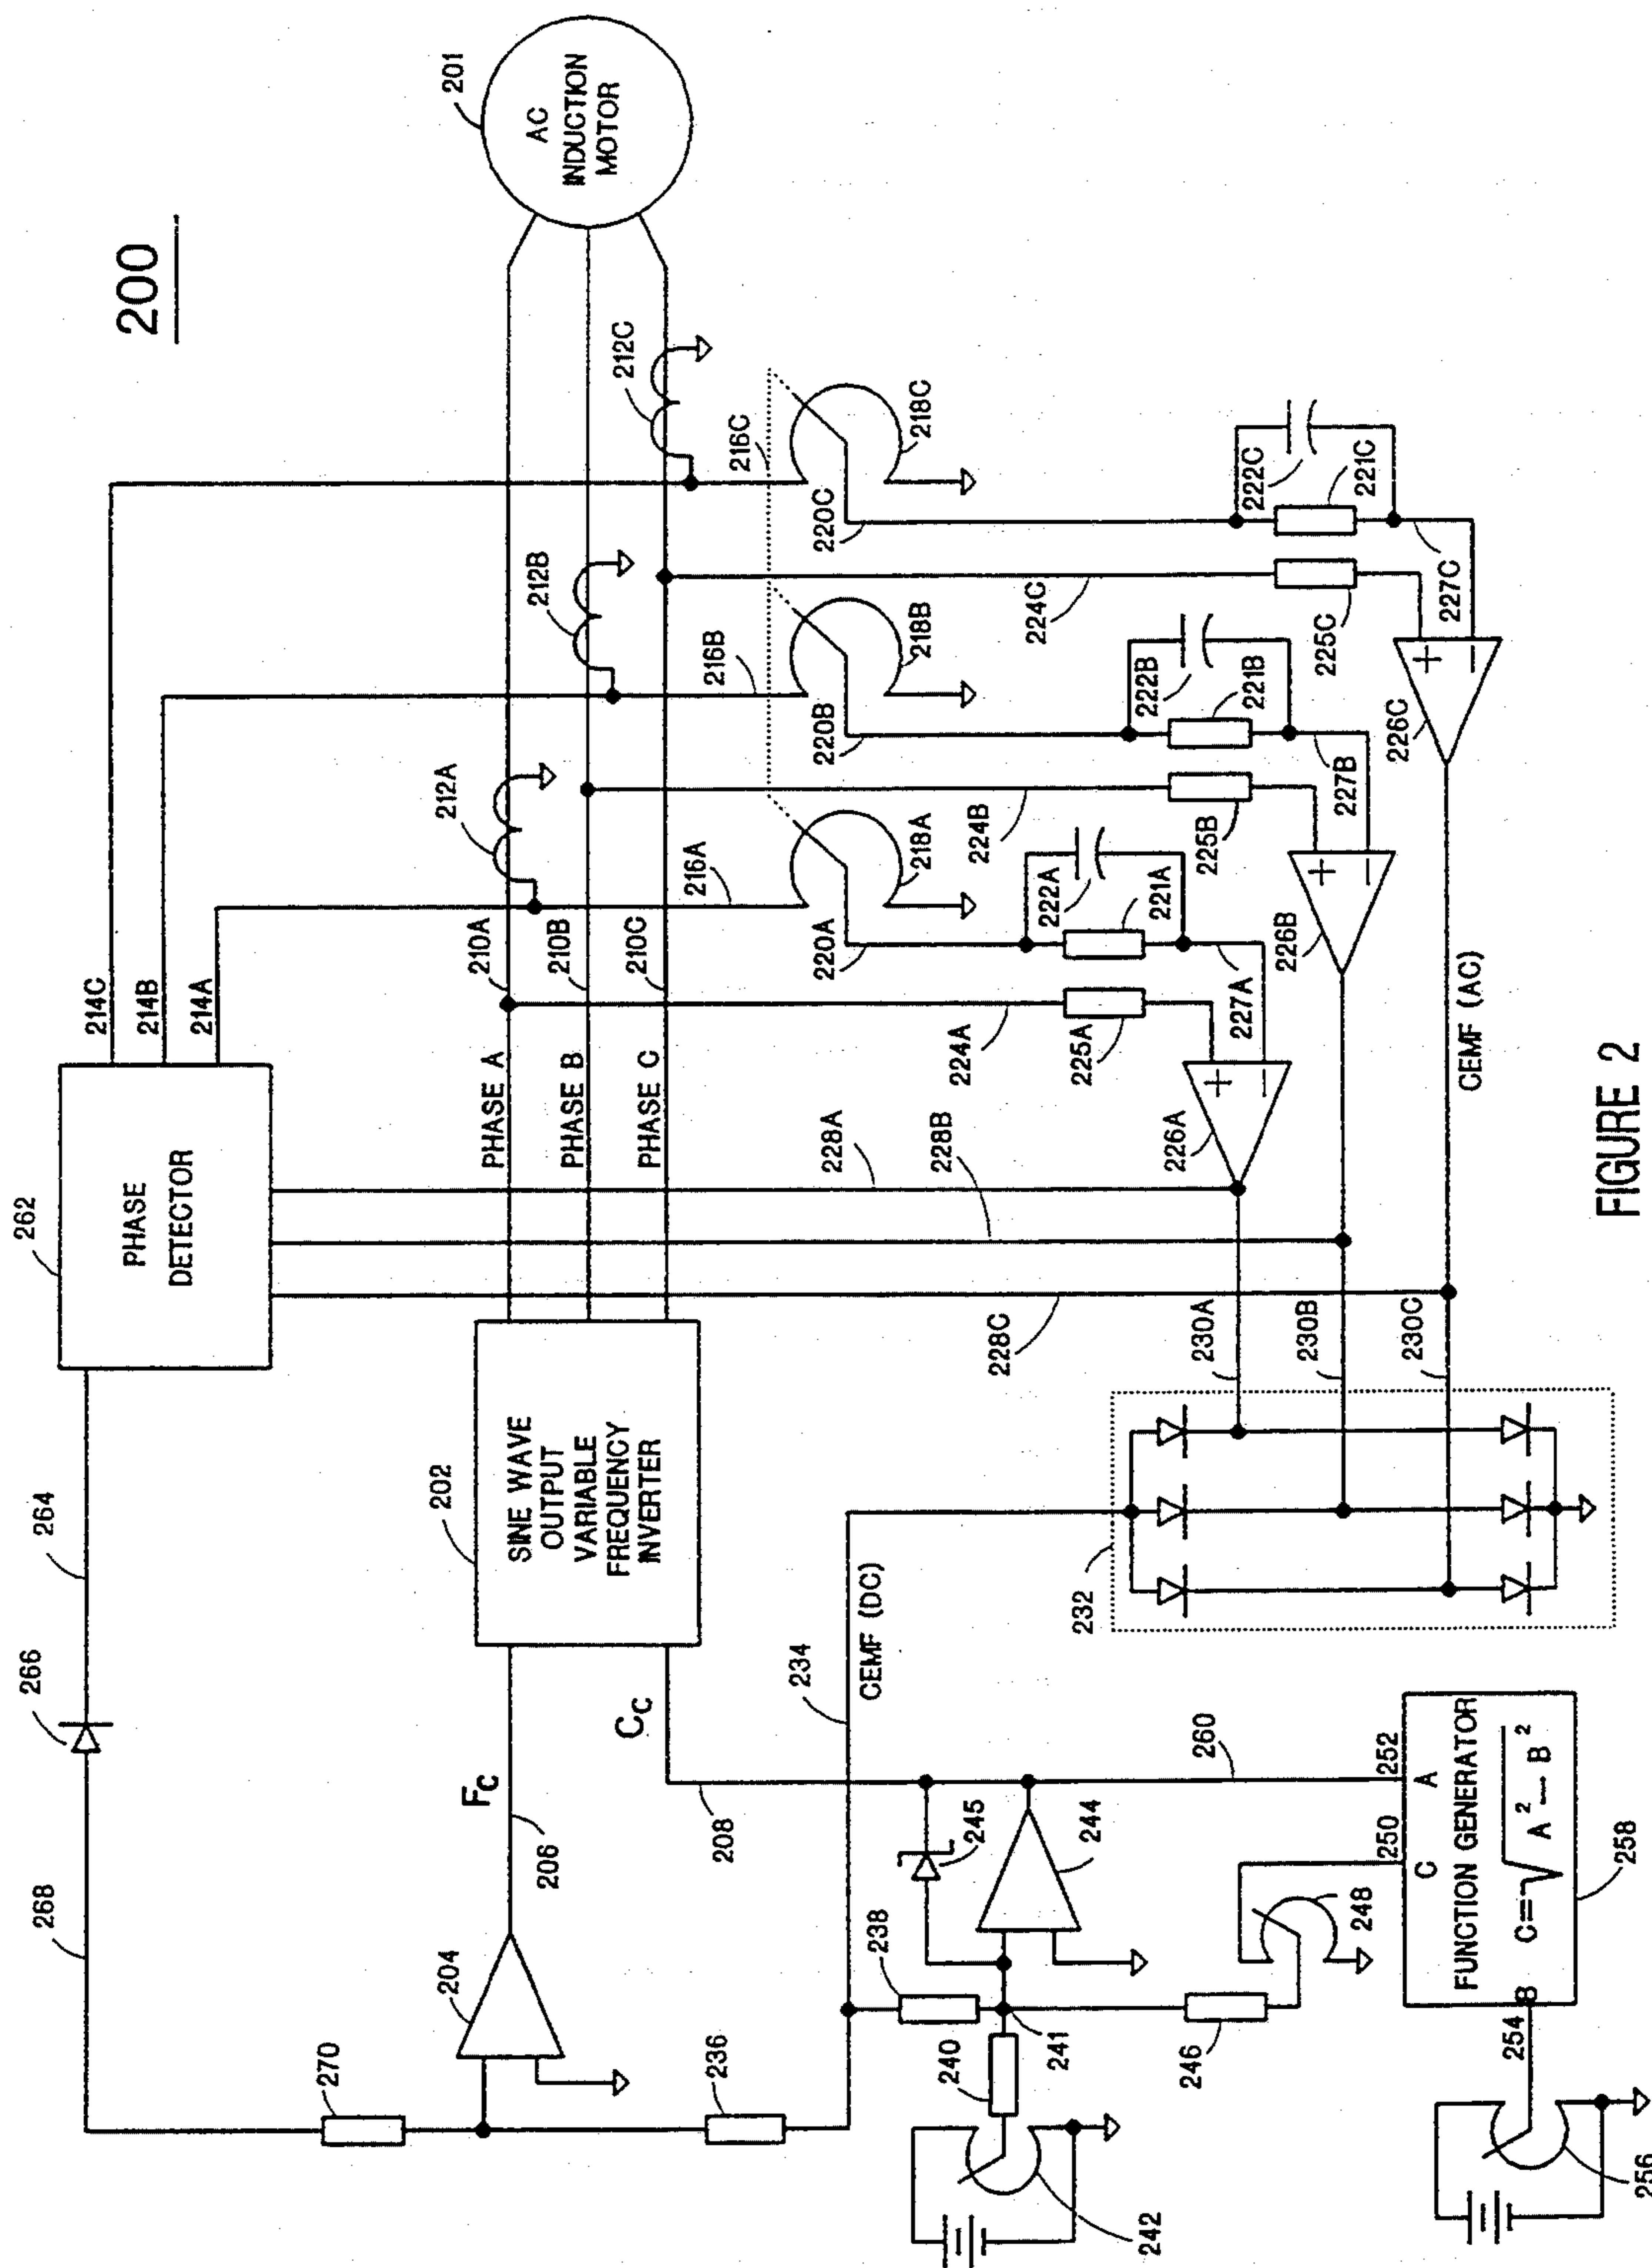 200
201
AC
INDUCTION
MOTOR
262
PHASE
DETECTOR
214C
214B
214A
264
266
268
270
202
SINE WAVE
OUTPUT
VARIABLE
FREQUENCY
INVERTER
FC
206
204
CC
208
PHASE A
PHASE B
PHASE C
210A
210B
210C
212A
212B
212C
216A
216B
216C
218A
218B
218C
220A
220B
220C
222A
221A
222B
221B
222C
221C
224A
225A
224B
225B
224C
225C
227A
227B
227C
+
−
226A
+
−
226B
+
−
226C
228A
228B
228C
230A
230B
230C
CEMF (AC)
232
234
CEMF (DC)
236
238
240
241
242
244
245
246
248
260
250
252
C
A
FUNCTION GENERATOR
C=√A² − B²
B
254
256
258
FIGURE 2